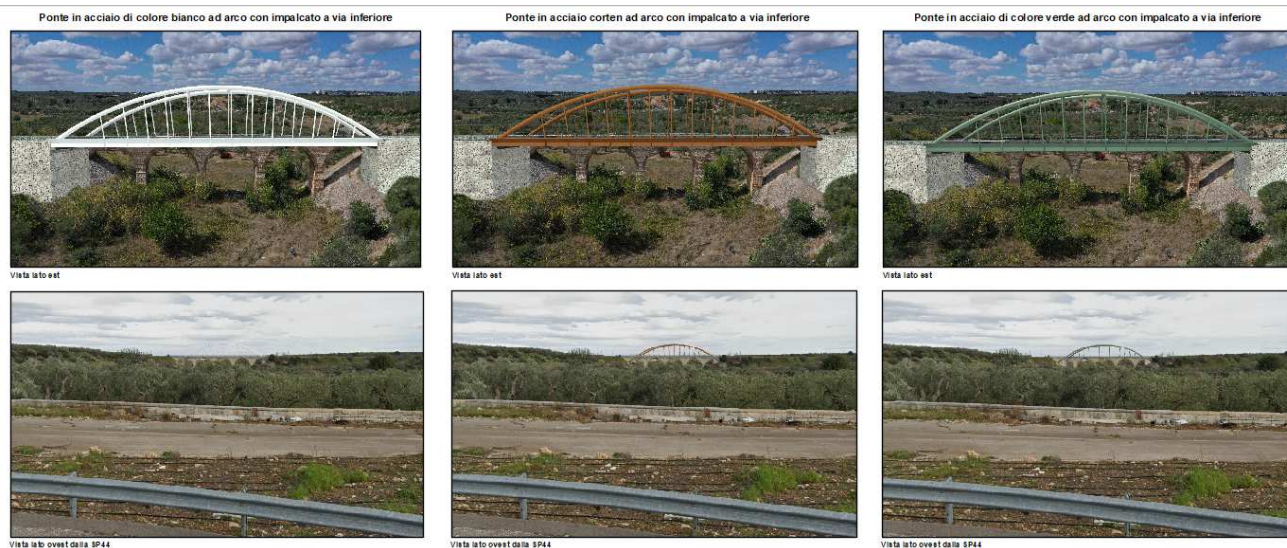 Ponte in acciaio di colore bianco ad arco con impalcato a via inferiore
Ponte in acciaio corten ad arco con impalcato a via inferiore
Ponte in acciaio di colore verde ad arco con impalcato a via inferiore
Vista lato est
Vista lato est
Vista lato est
Vista lato ovest dalla SP44
Vista lato ovest dalla SP44
Vista lato ovest dalla SP44